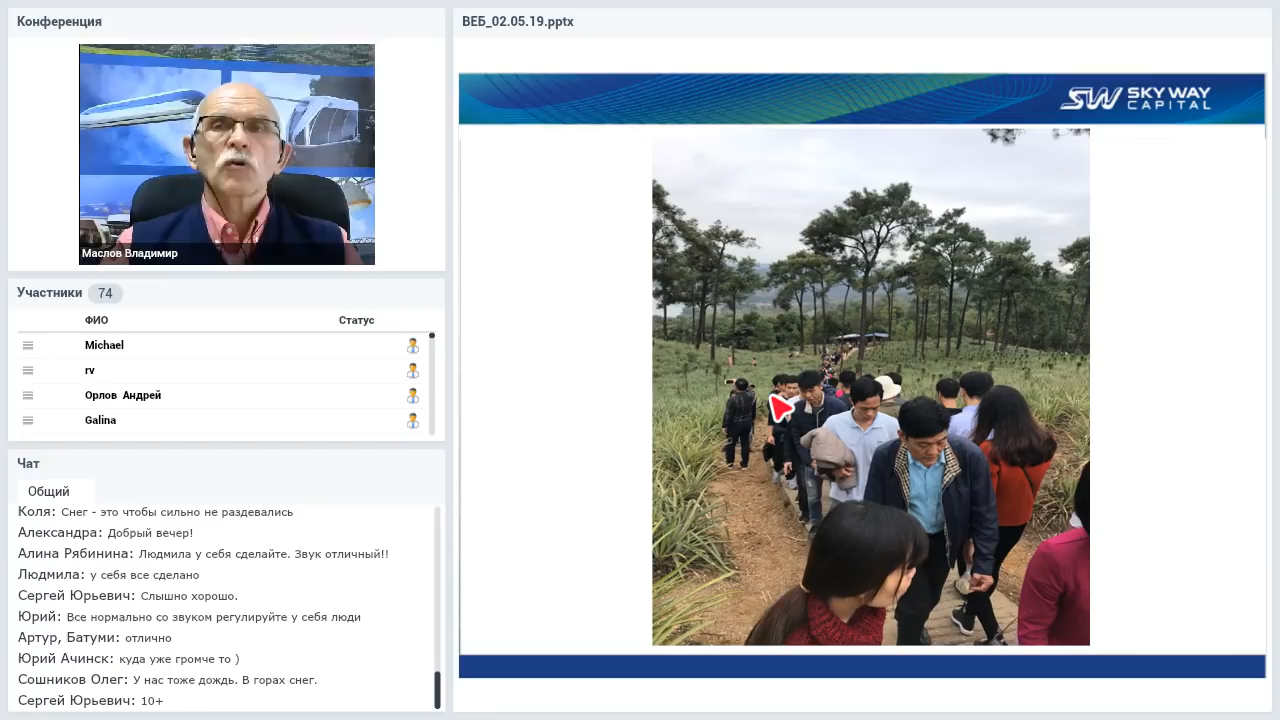 Конференция
Маслов Владимир
Участники 74
ФИО Статус
Michael
rv
Орлов Андрей
Galina
Чат
Общий
Коля: Снег - это чтобы сильно не раздевались
Александра: Добрый вечер!
Алина Рябинина: Людмила у себя сделайте. Звук отличный!!
Людмила: у себя все сделано
Сергей Юрьевич: Слышно хорошо.
Юрий: Все нормально со звуком регулируйте у себя люди
Артур, Батуми: отлично
Юрий Ачинск: куда уже громче то )
Сошников Олег: У нас тоже дождь. В горах снег.
Сергей Юрьевич: 10+
ВЕБ_02.05.19.pptx
SW SKY WAY
CAPITAL